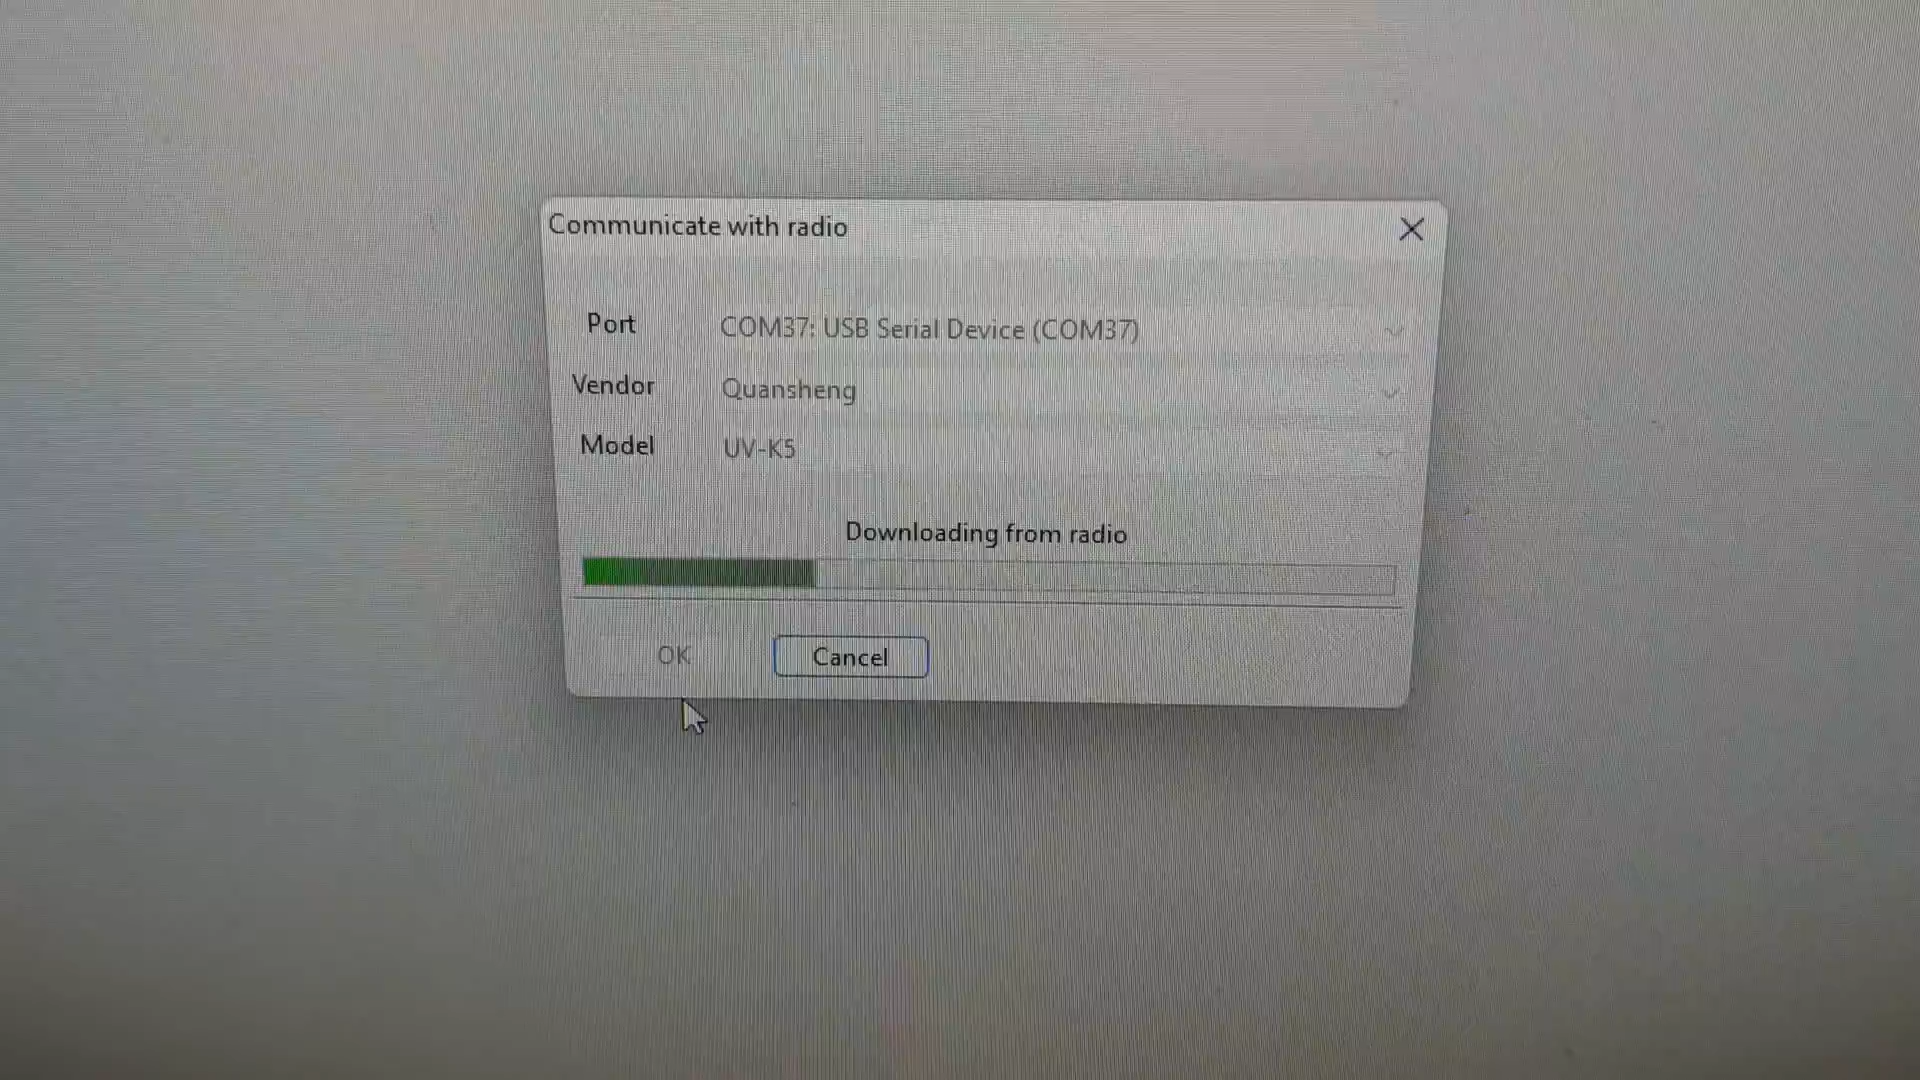 Communicate with radio
Port COM37: USB Serial Device (COM37)
Vendor Quansheng
Model UV-K5
Downloading from radio
OK Cancel